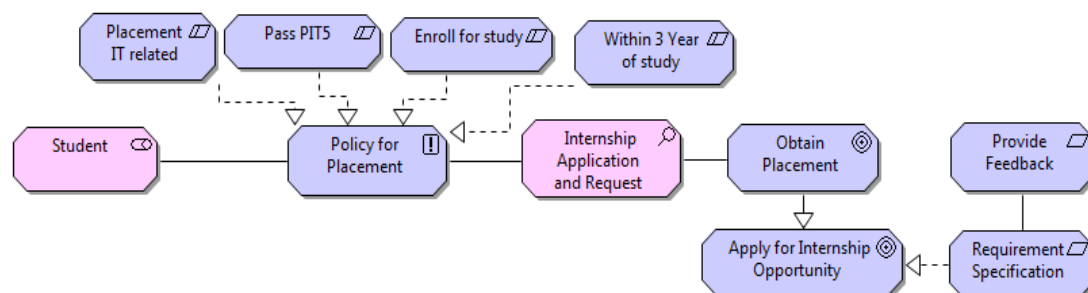 Placement
IT related
Pass PIT5
Enroll for study
Within 3 Year
of study
Student
Policy for
Placement
Internship
Application
and Request
Obtain
Placement
Provide
Feedback
Apply for Internship
Opportunity
Requirement
Specification